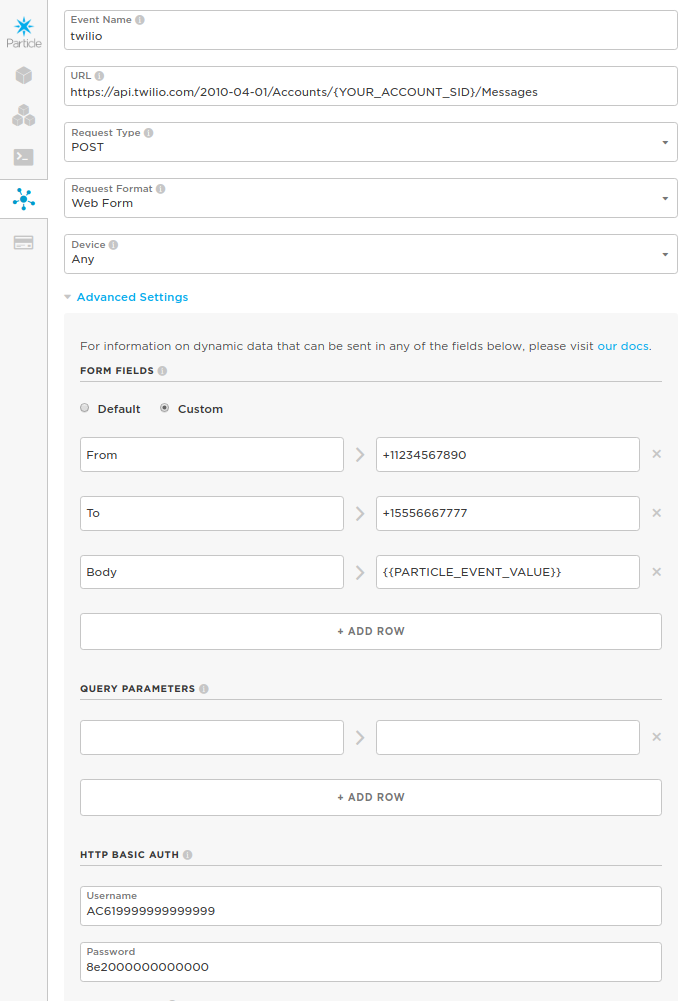 Particle
Event Name
twilio
URL
https://api.twilio.com/2010-04-01/Accounts/{YOUR_ACCOUNT_SID}/Messages
Request Type
POST
Request Format
Web Form
Device
Any
Advanced Settings
For information on dynamic data that can be sent in any of the fields below, please visit our docs.
FORM FIELDS
Default Custom
From +11234567890
To +15556667777
Body {{PARTICLE_EVENT_VALUE}}
+ ADD ROW
QUERY PARAMETERS
+ ADD ROW
HTTP BASIC AUTH
Username
AC619999999999999
Password
8e2000000000000